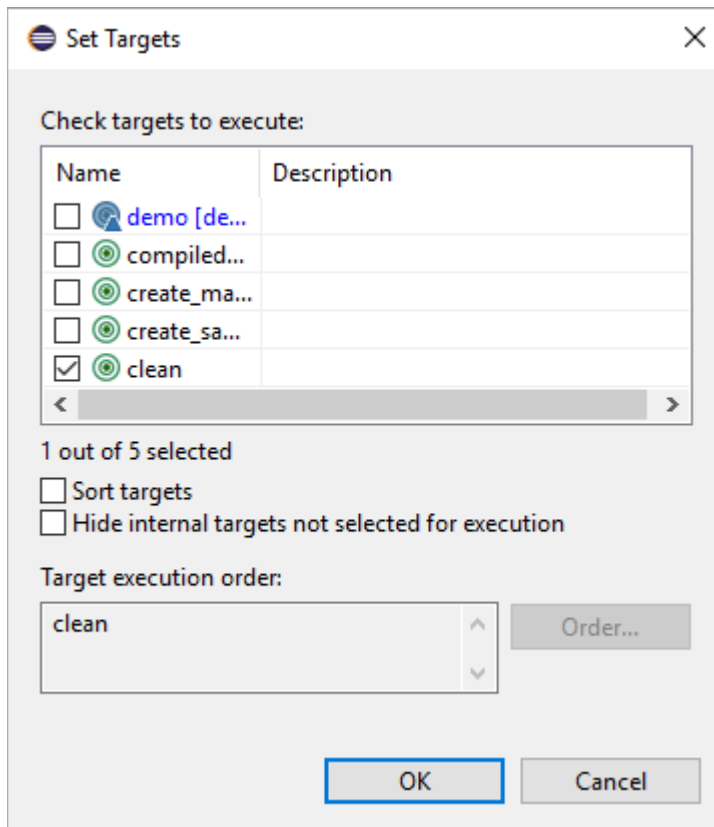 Set Targets
Check targets to execute:
Name Description
demo [de...
compiled...
create_ma...
create_sa...
clean
1 out of 5 selected
Sort targets
Hide internal targets not selected for execution
Target execution order:
clean
Order...
OK Cancel